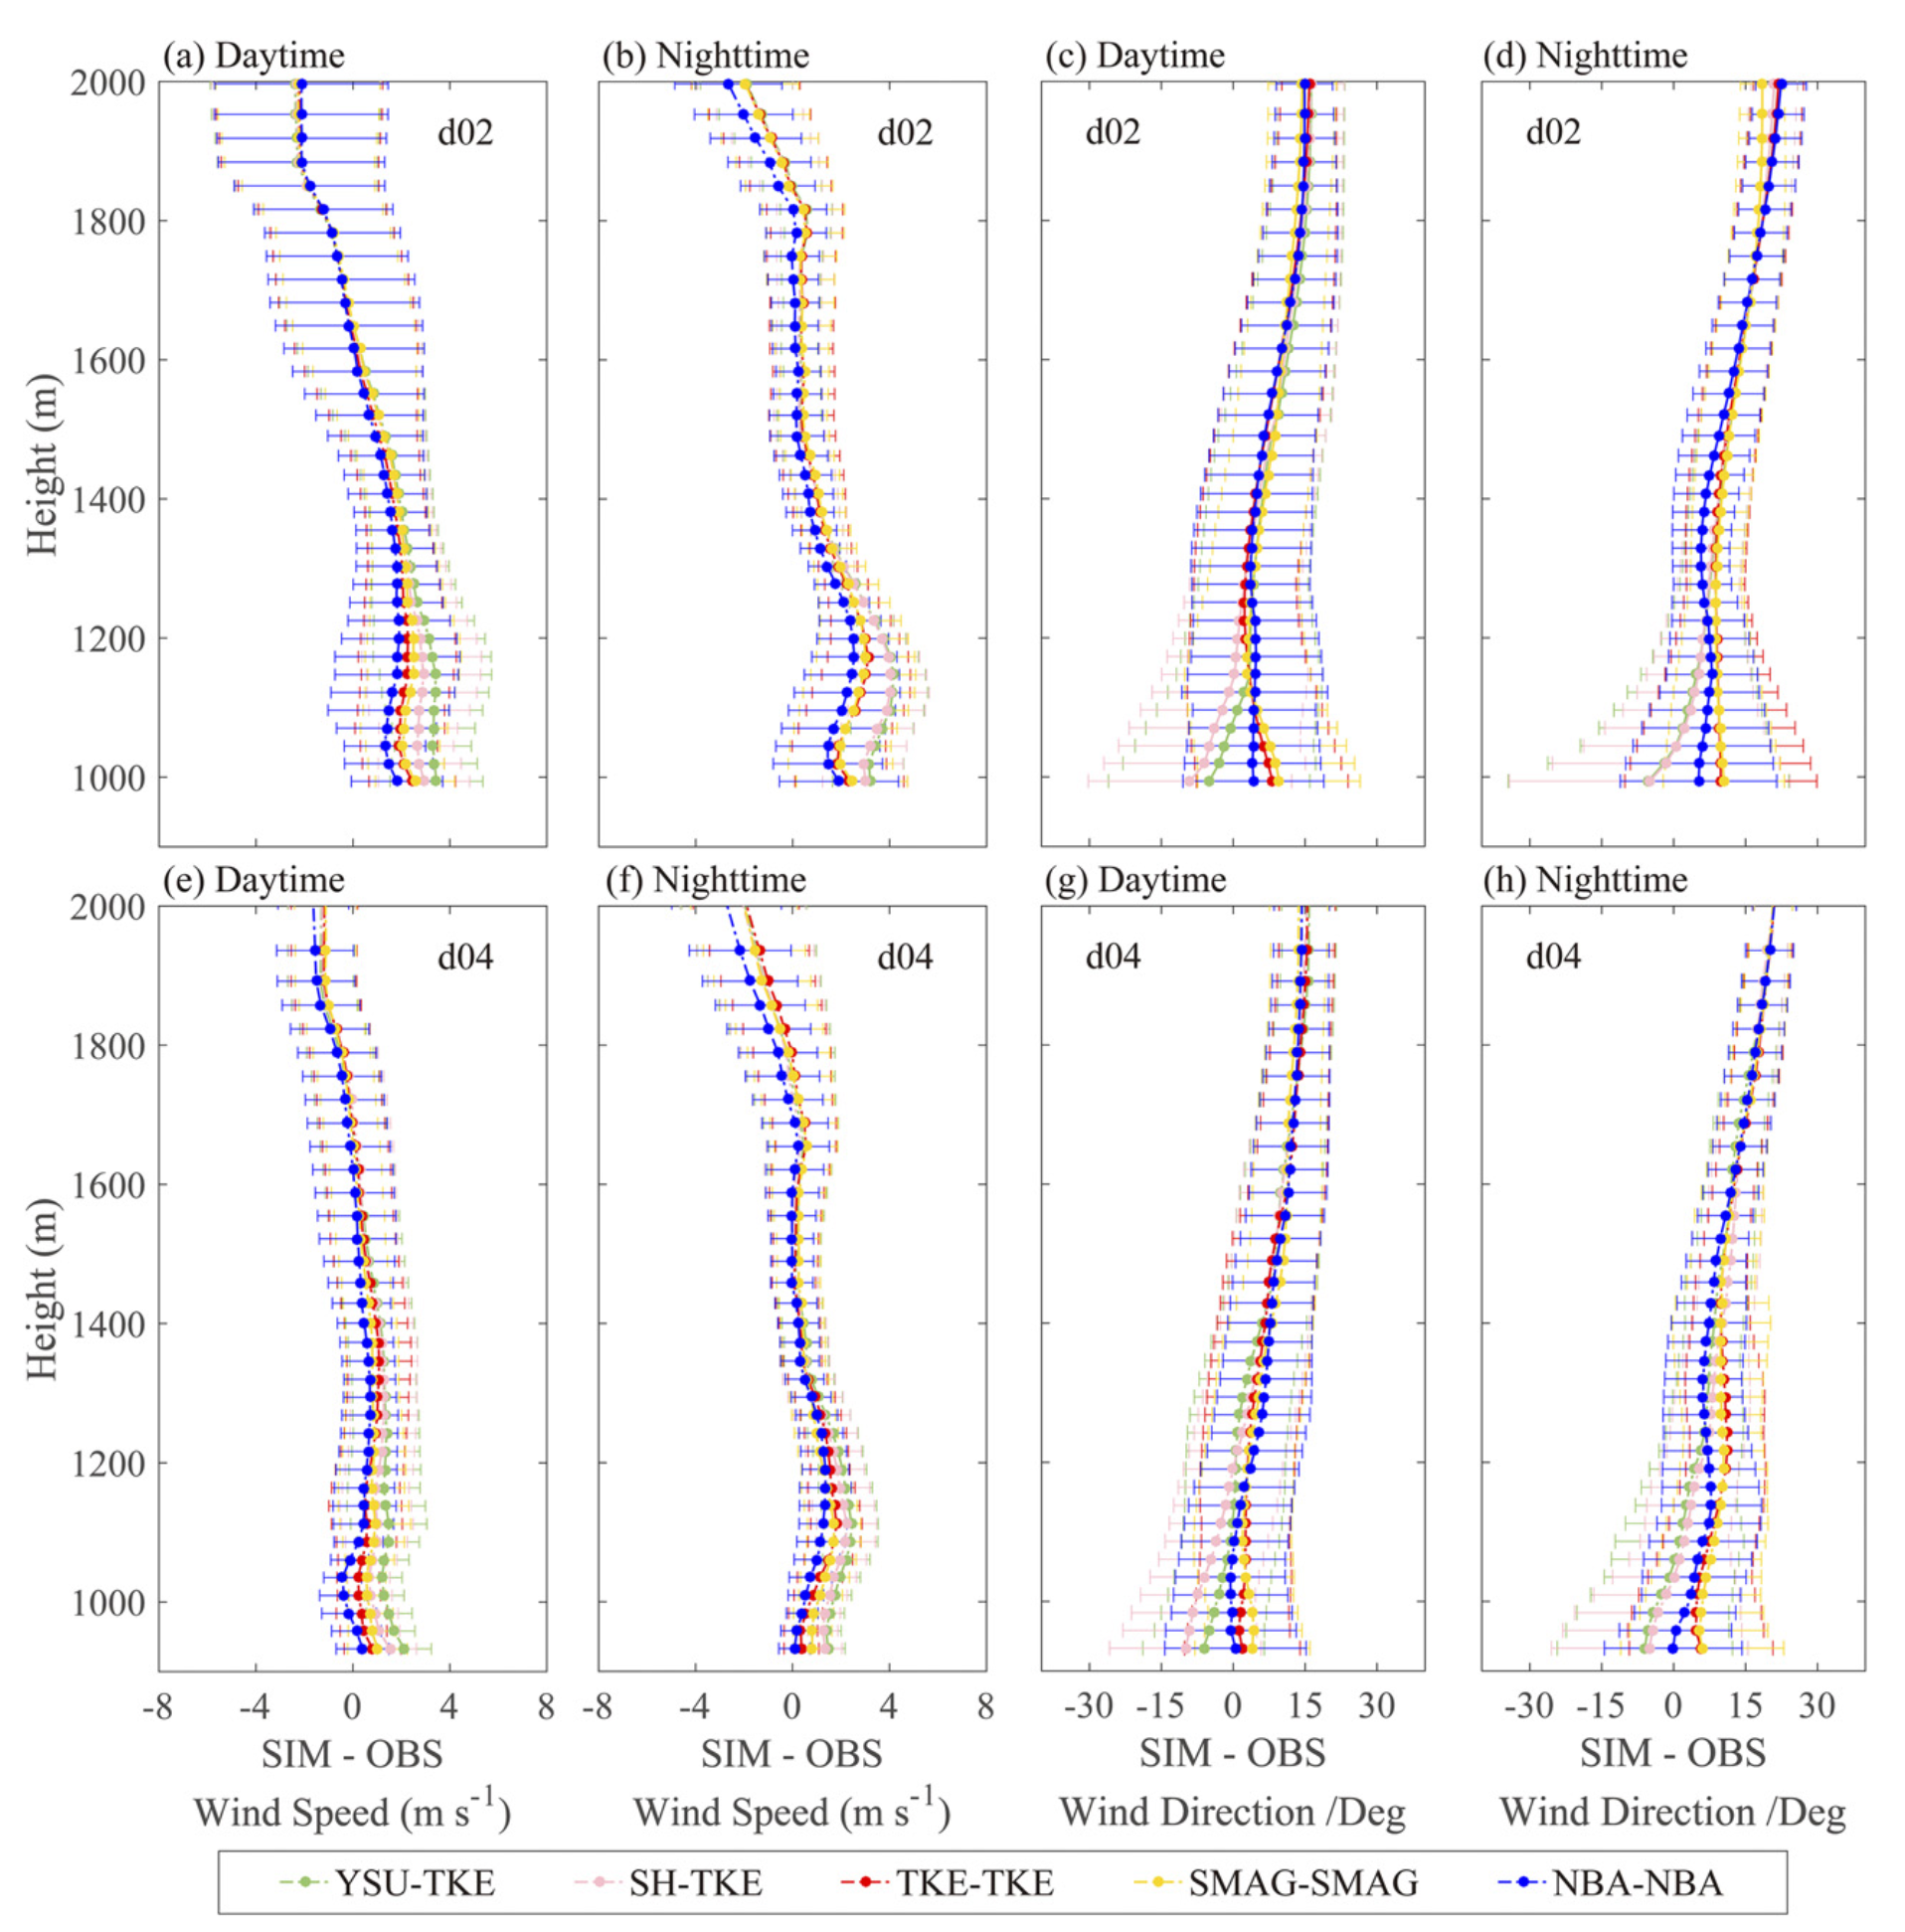 (a) Daytime (b) Nighttime (c) Daytime (d) Nighttime
2000
d02 d02 d02 d02
1800
1600
Height (m)
1400
1200
1000
(e) Daytime (f) Nighttime (g) Daytime (h) Nighttime
2000
d04 d04 d04 d04
1800
1600
Height (m)
1400
1200
1000
-8 -4 0 4 8 -8 -4 0 4 8 -30 -15 0 15 30 -30 -15 0 15 30
SIM - OBS SIM - OBS SIM - OBS SIM - OBS
Wind Speed (m s⁻¹) Wind Speed (m s⁻¹) Wind Direction /Deg Wind Direction /Deg
YSU-TKE SH-TKE TKE-TKE SMAG-SMAG NBA-NBA